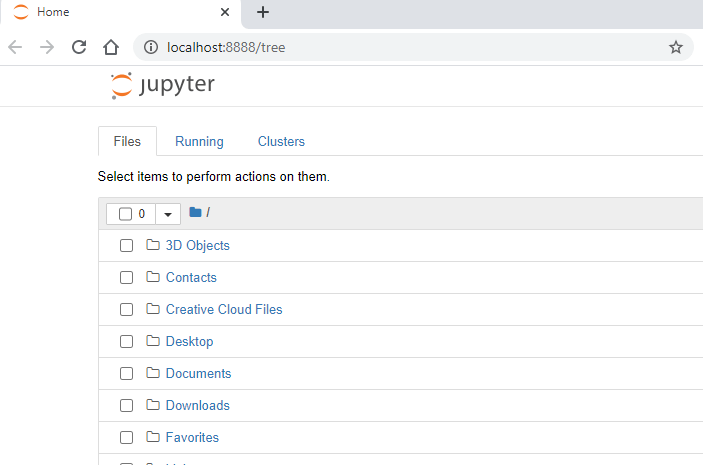 Home
localhost:8888/tree
jupyter
Files Running Clusters
Select items to perform actions on them.
0 /
3D Objects
Contacts
Creative Cloud Files
Desktop
Documents
Downloads
Favorites